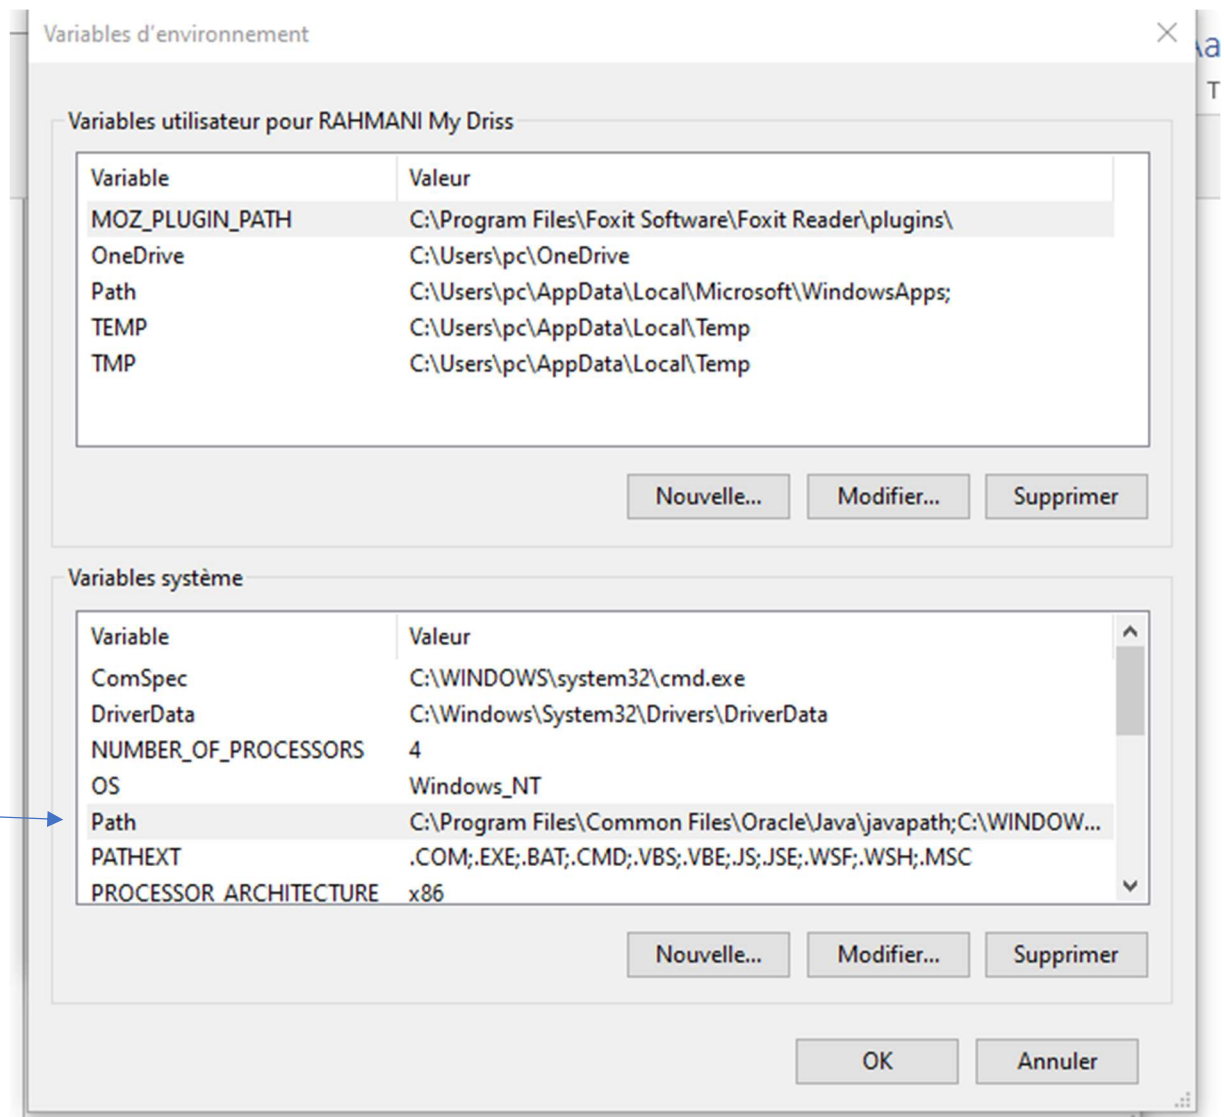 Variables d'environnement
Aa
T
Variables utilisateur pour RAHMANI My Driss
Variable Valeur
MOZ_PLUGIN_PATH C:\Program Files\Foxit Software\Foxit Reader\plugins\
OneDrive C:\Users\pc\OneDrive
Path C:\Users\pc\AppData\Local\Microsoft\WindowsApps;
TEMP C:\Users\pc\AppData\Local\Temp
TMP C:\Users\pc\AppData\Local\Temp
Nouvelle... Modifier... Supprimer
Variables système
Variable Valeur
ComSpec C:\WINDOWS\system32\cmd.exe
DriverData C:\Windows\System32\Drivers\DriverData
NUMBER_OF_PROCESSORS 4
OS Windows_NT
Path C:\Program Files\Common Files\Oracle\Java\javapath;C:\WINDOW...
PATHEXT .COM;.EXE;.BAT;.CMD;.VBS;.VBE;.JS;.JSE;.WSF;.WSH;.MSC
PROCESSOR_ARCHITECTURE x86
Nouvelle... Modifier... Supprimer
OK Annuler